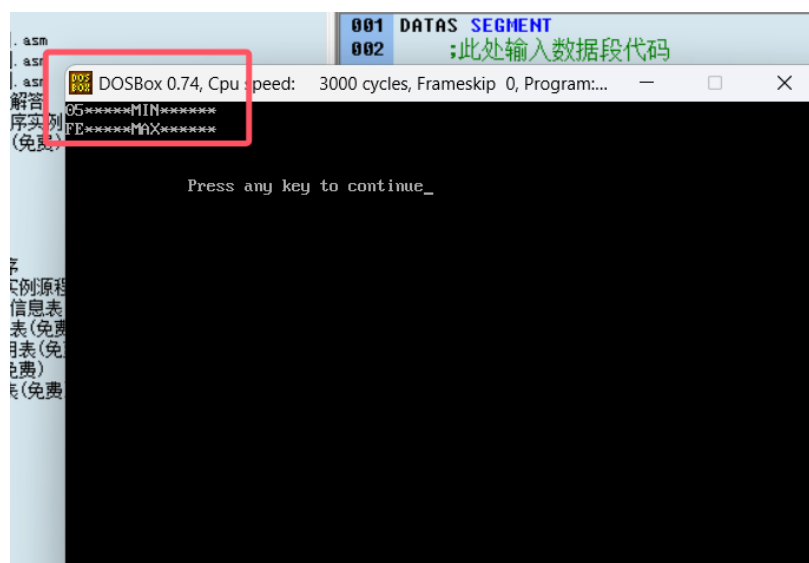 . asm
. asm
. asm
解答
序实例
(免费)
序
实例源程
信息表
表(免费
用表(免
免费)
表(免费
001 DATAS SEGMENT
002 ;此处输入数据段代码
DOSBox 0.74, Cpu speed: 3000 cycles, Frameskip 0, Program:...
05*****MIN******
FE*****MAX******
Press any key to continue_